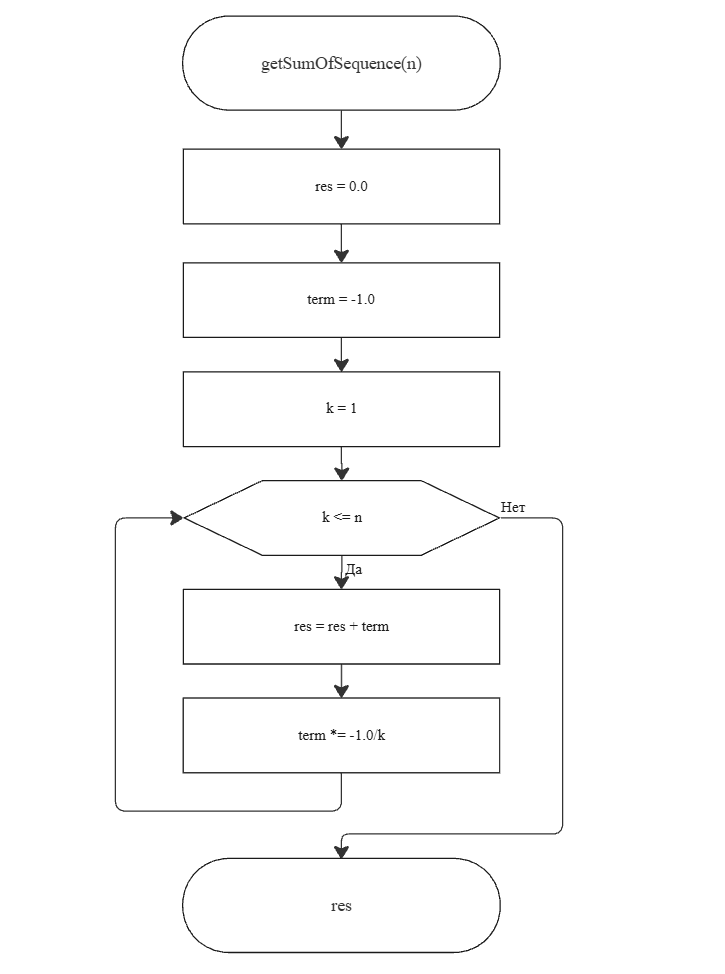 getSumOfSequence(n)
res = 0.0
term = -1.0
k = 1
k <= n
Нет
Да
res = res + term
term *= -1.0/k
res